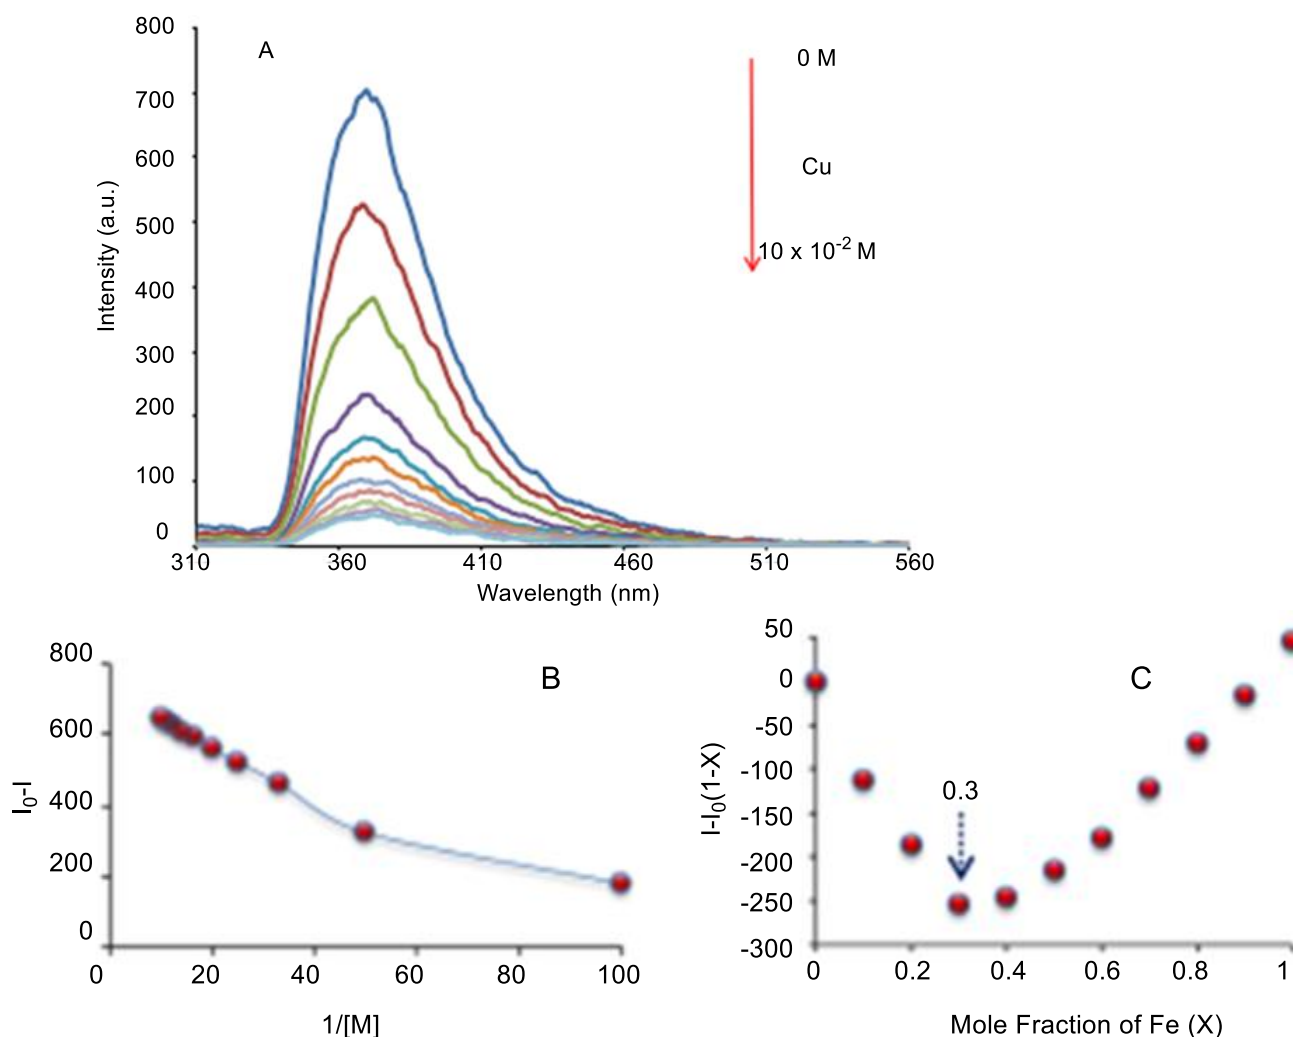 A
800
700
600
500
400
300
200
100
0
Intensity (a.u.)
310 360 410 460 510 560
Wavelength (nm)
0 M
Cu
10 x 10-2 M
B
800
600
400
200
0
I0-I
0 20 40 60 80 100
1/[M]
C
50
0
-50
-100
-150
-200
-250
-300
I-I0(1-X)
0.3
0 0.2 0.4 0.6 0.8 1
Mole Fraction of Fe (X)